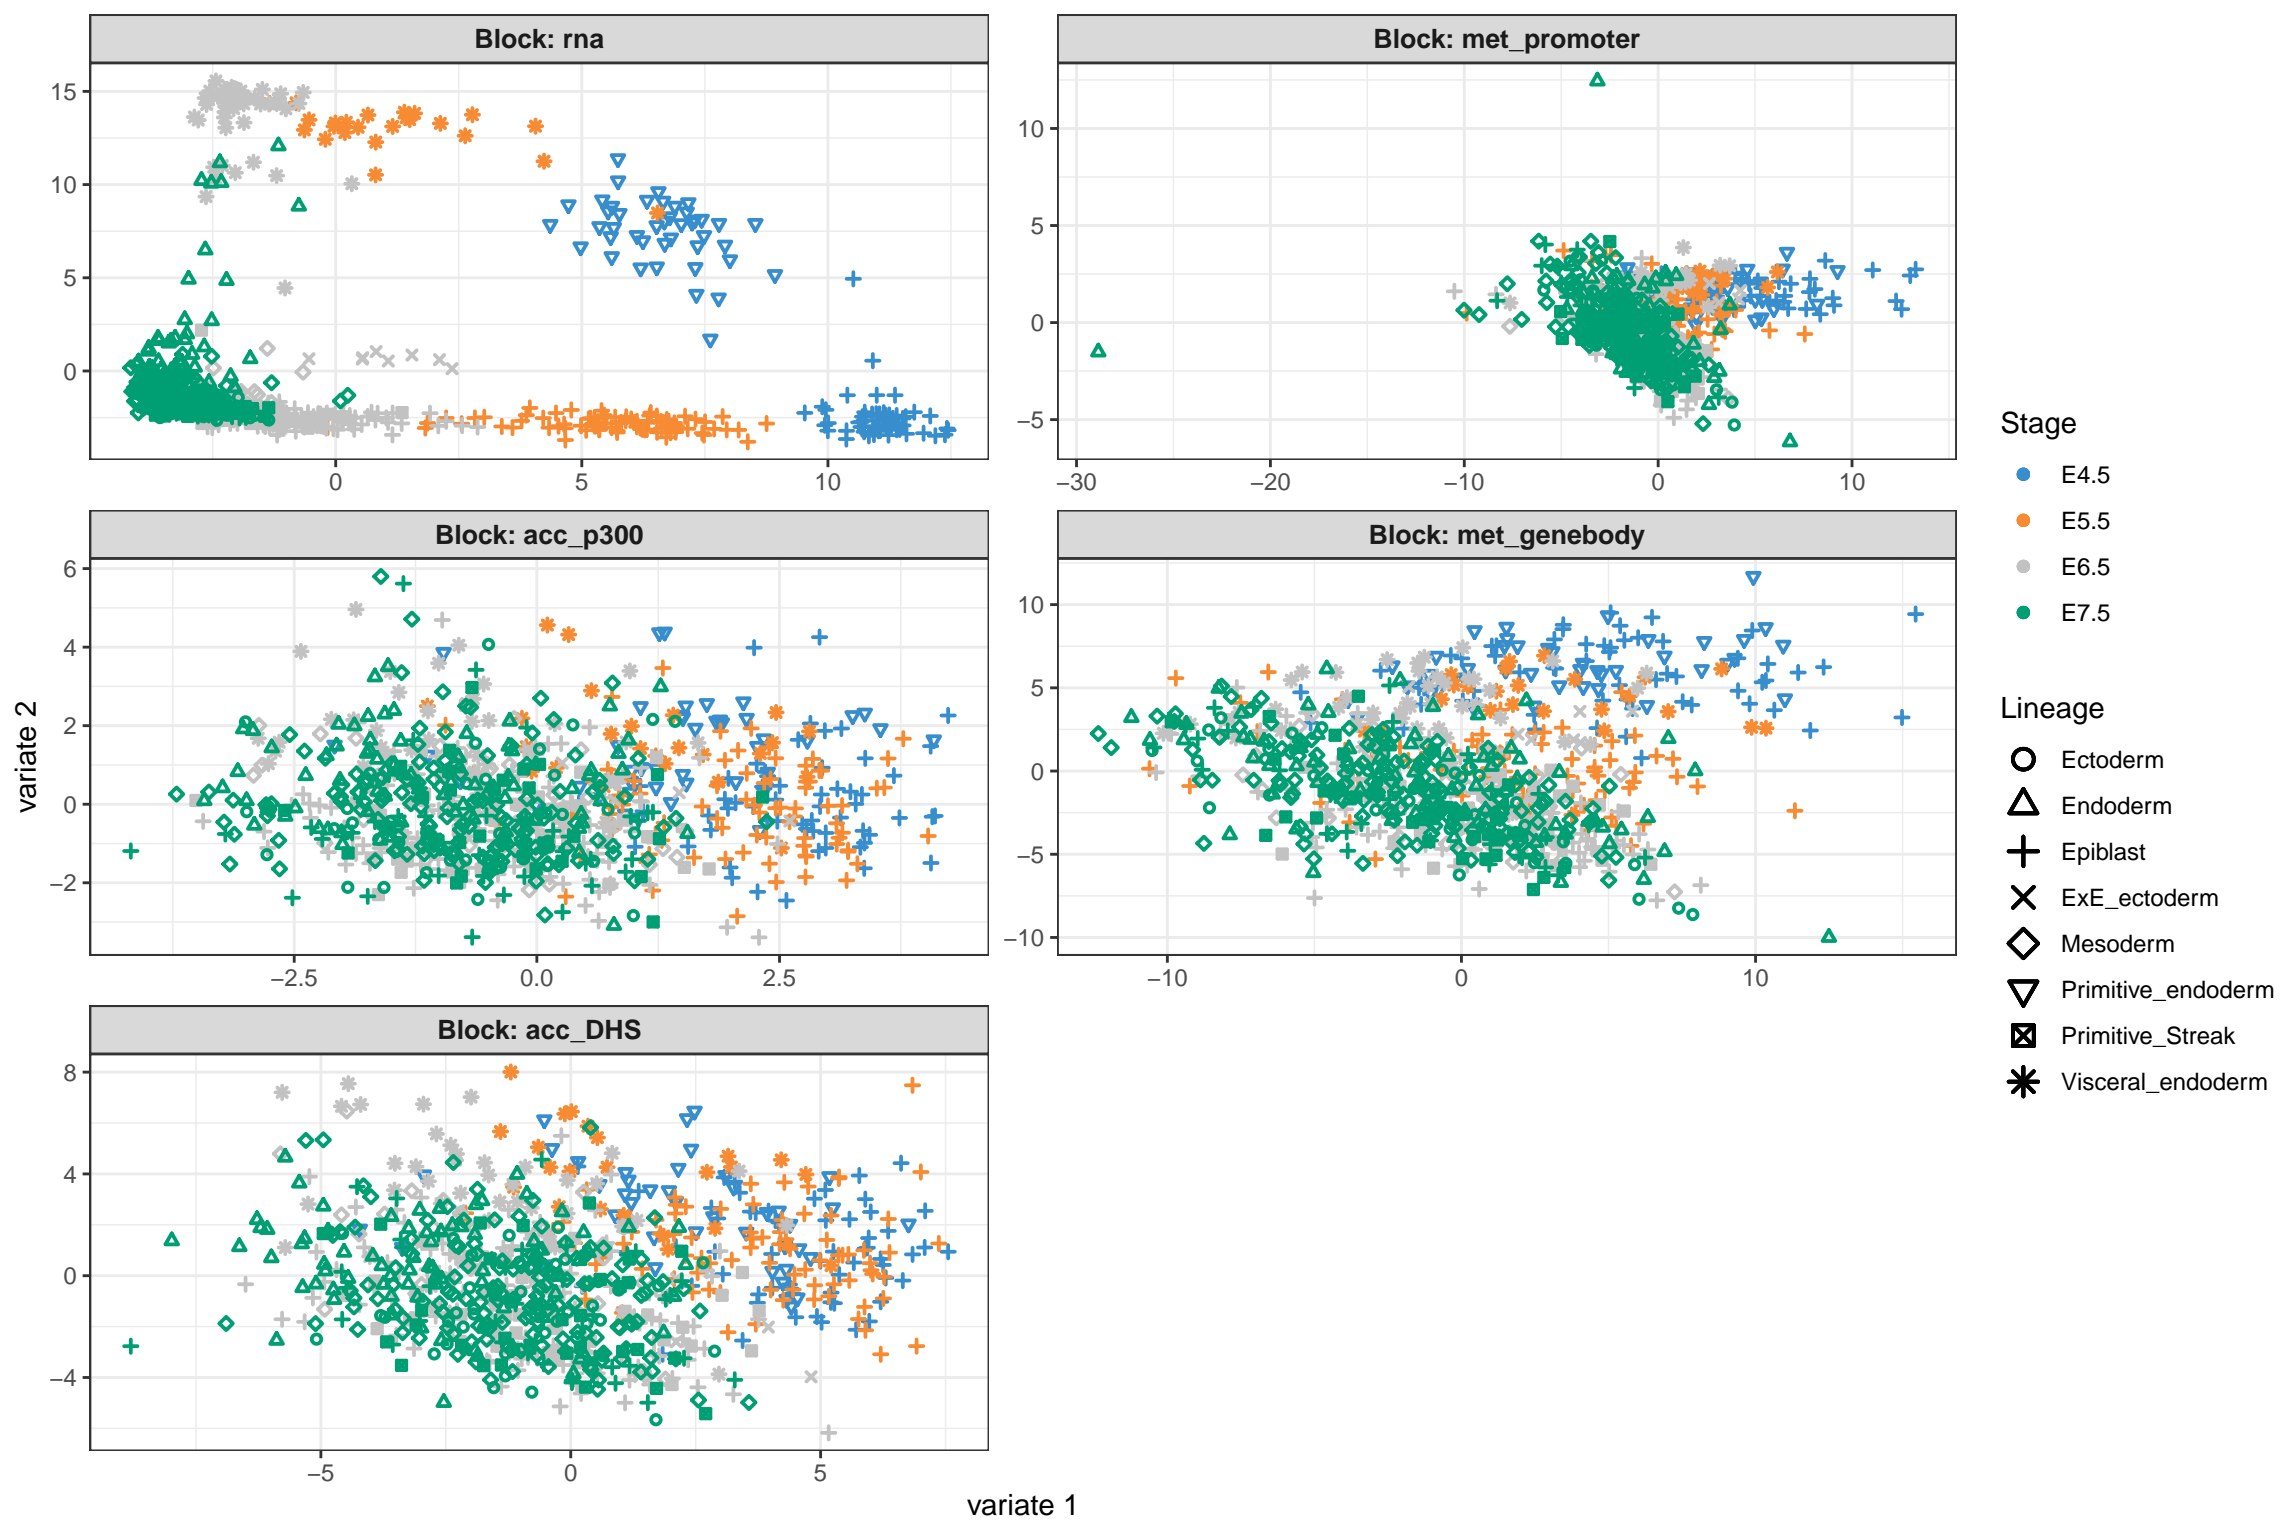 Block: rna
Block: met_promoter
15
10
5
0
0
5
10
10
5
0
−5
−30
−20
−10
0
10
Block: acc_p300
Block: met_genebody
6
4
2
0
−2
−2.5
0.0
2.5
10
5
0
−5
−10
−10
0
10
Block: acc_DHS
8
4
0
−4
−5
0
5
variate 2
variate 1
Stage
E4.5
E5.5
E6.5
E7.5
Lineage
Ectoderm
Endoderm
Epiblast
ExE_ectoderm
Mesoderm
Primitive_endoderm
Primitive_Streak
Visceral_endoderm